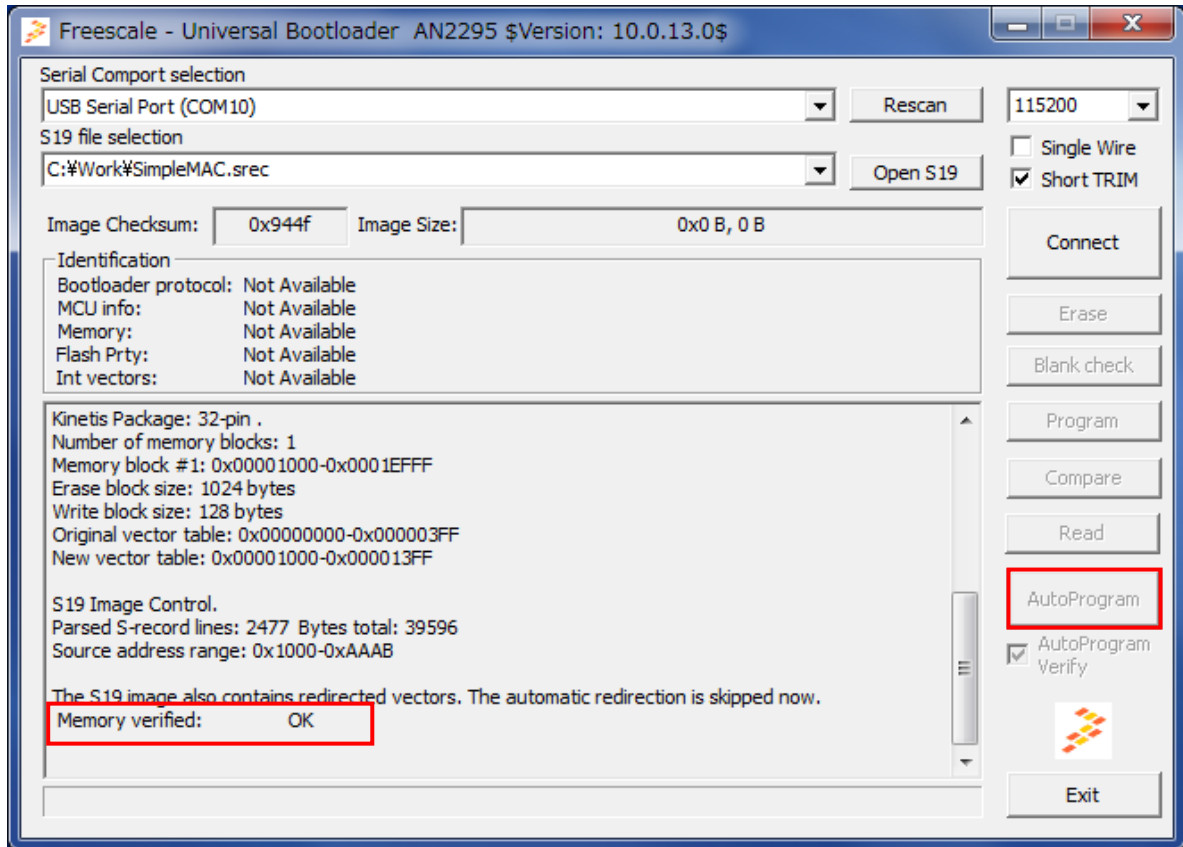 Freescale - Universal Bootloader AN2295 $Version: 10.0.13.0$
Serial Comport selection
USB Serial Port (COM10)
Rescan
115200
S19 file selection
C:¥Work¥SimpleMAC.srec
Open S19
Single Wire
Short TRIM
Image Checksum: 0x944f Image Size: 0x0 B, 0 B
Connect
Identification
Bootloader protocol: Not Available
MCU info: Not Available
Memory: Not Available
Flash Prty: Not Available
Int vectors: Not Available
Erase
Blank check
Kinetis Package: 32-pin .
Number of memory blocks: 1
Memory block #1: 0x00001000-0x0001EFFF
Erase block size: 1024 bytes
Write block size: 128 bytes
Original vector table: 0x00000000-0x000003FF
New vector table: 0x00001000-0x000013FF
S19 Image Control.
Parsed S-record lines: 2477 Bytes total: 39596
Source address range: 0x1000-0xAAAB
The S19 image also contains redirected vectors. The automatic redirection is skipped now.
Memory verified: OK
Program
Compare
Read
AutoProgram
AutoProgram
Verify
Exit